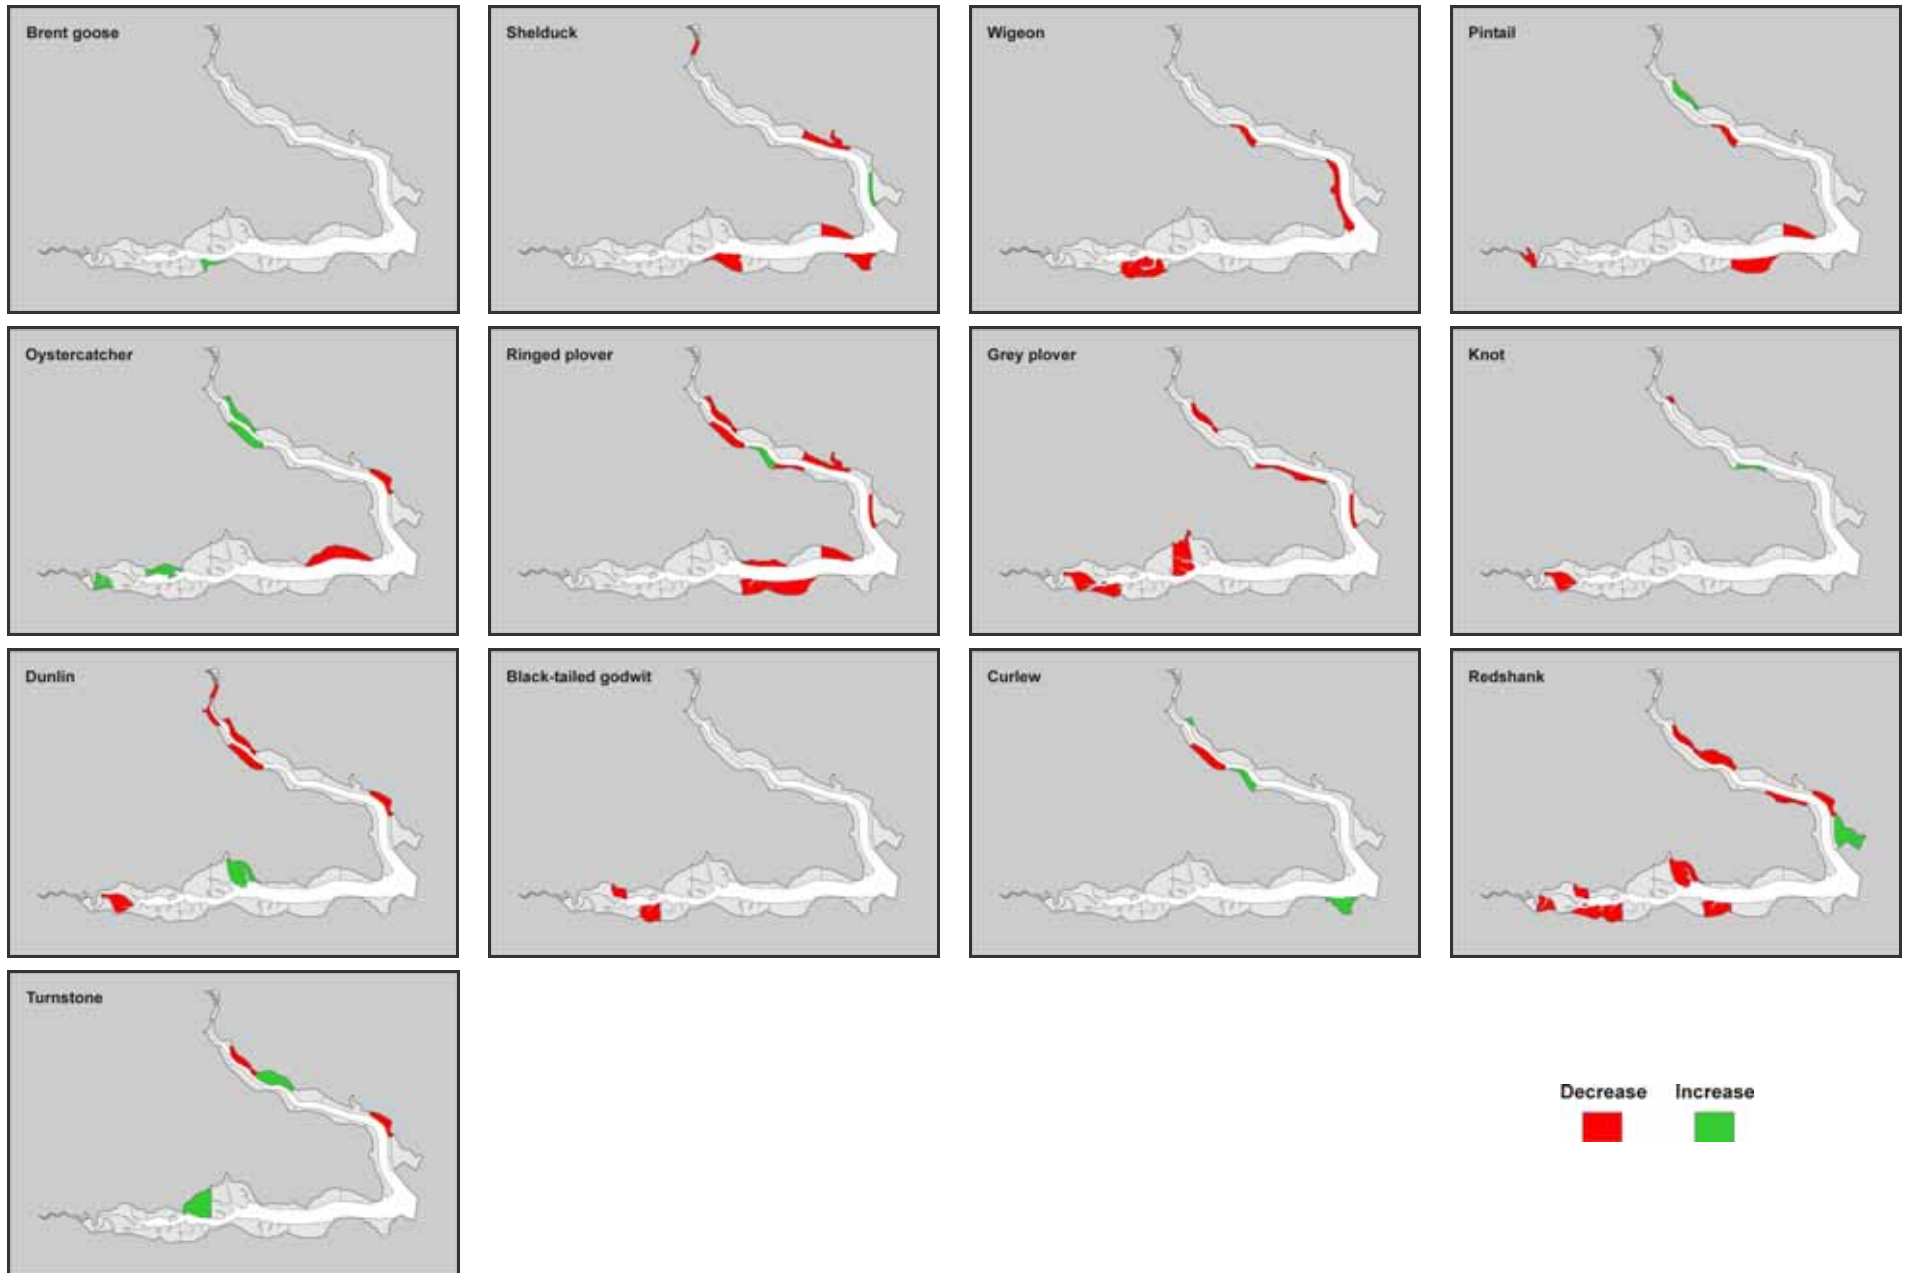 Brent goose
Shelduck
Wigeon
Pintail
Oystercatcher
Ringed plover
Grey plover
Knot
Dunlin
Black-tailed godwit
Curlew
Redshank
Turnstone
Decrease Increase